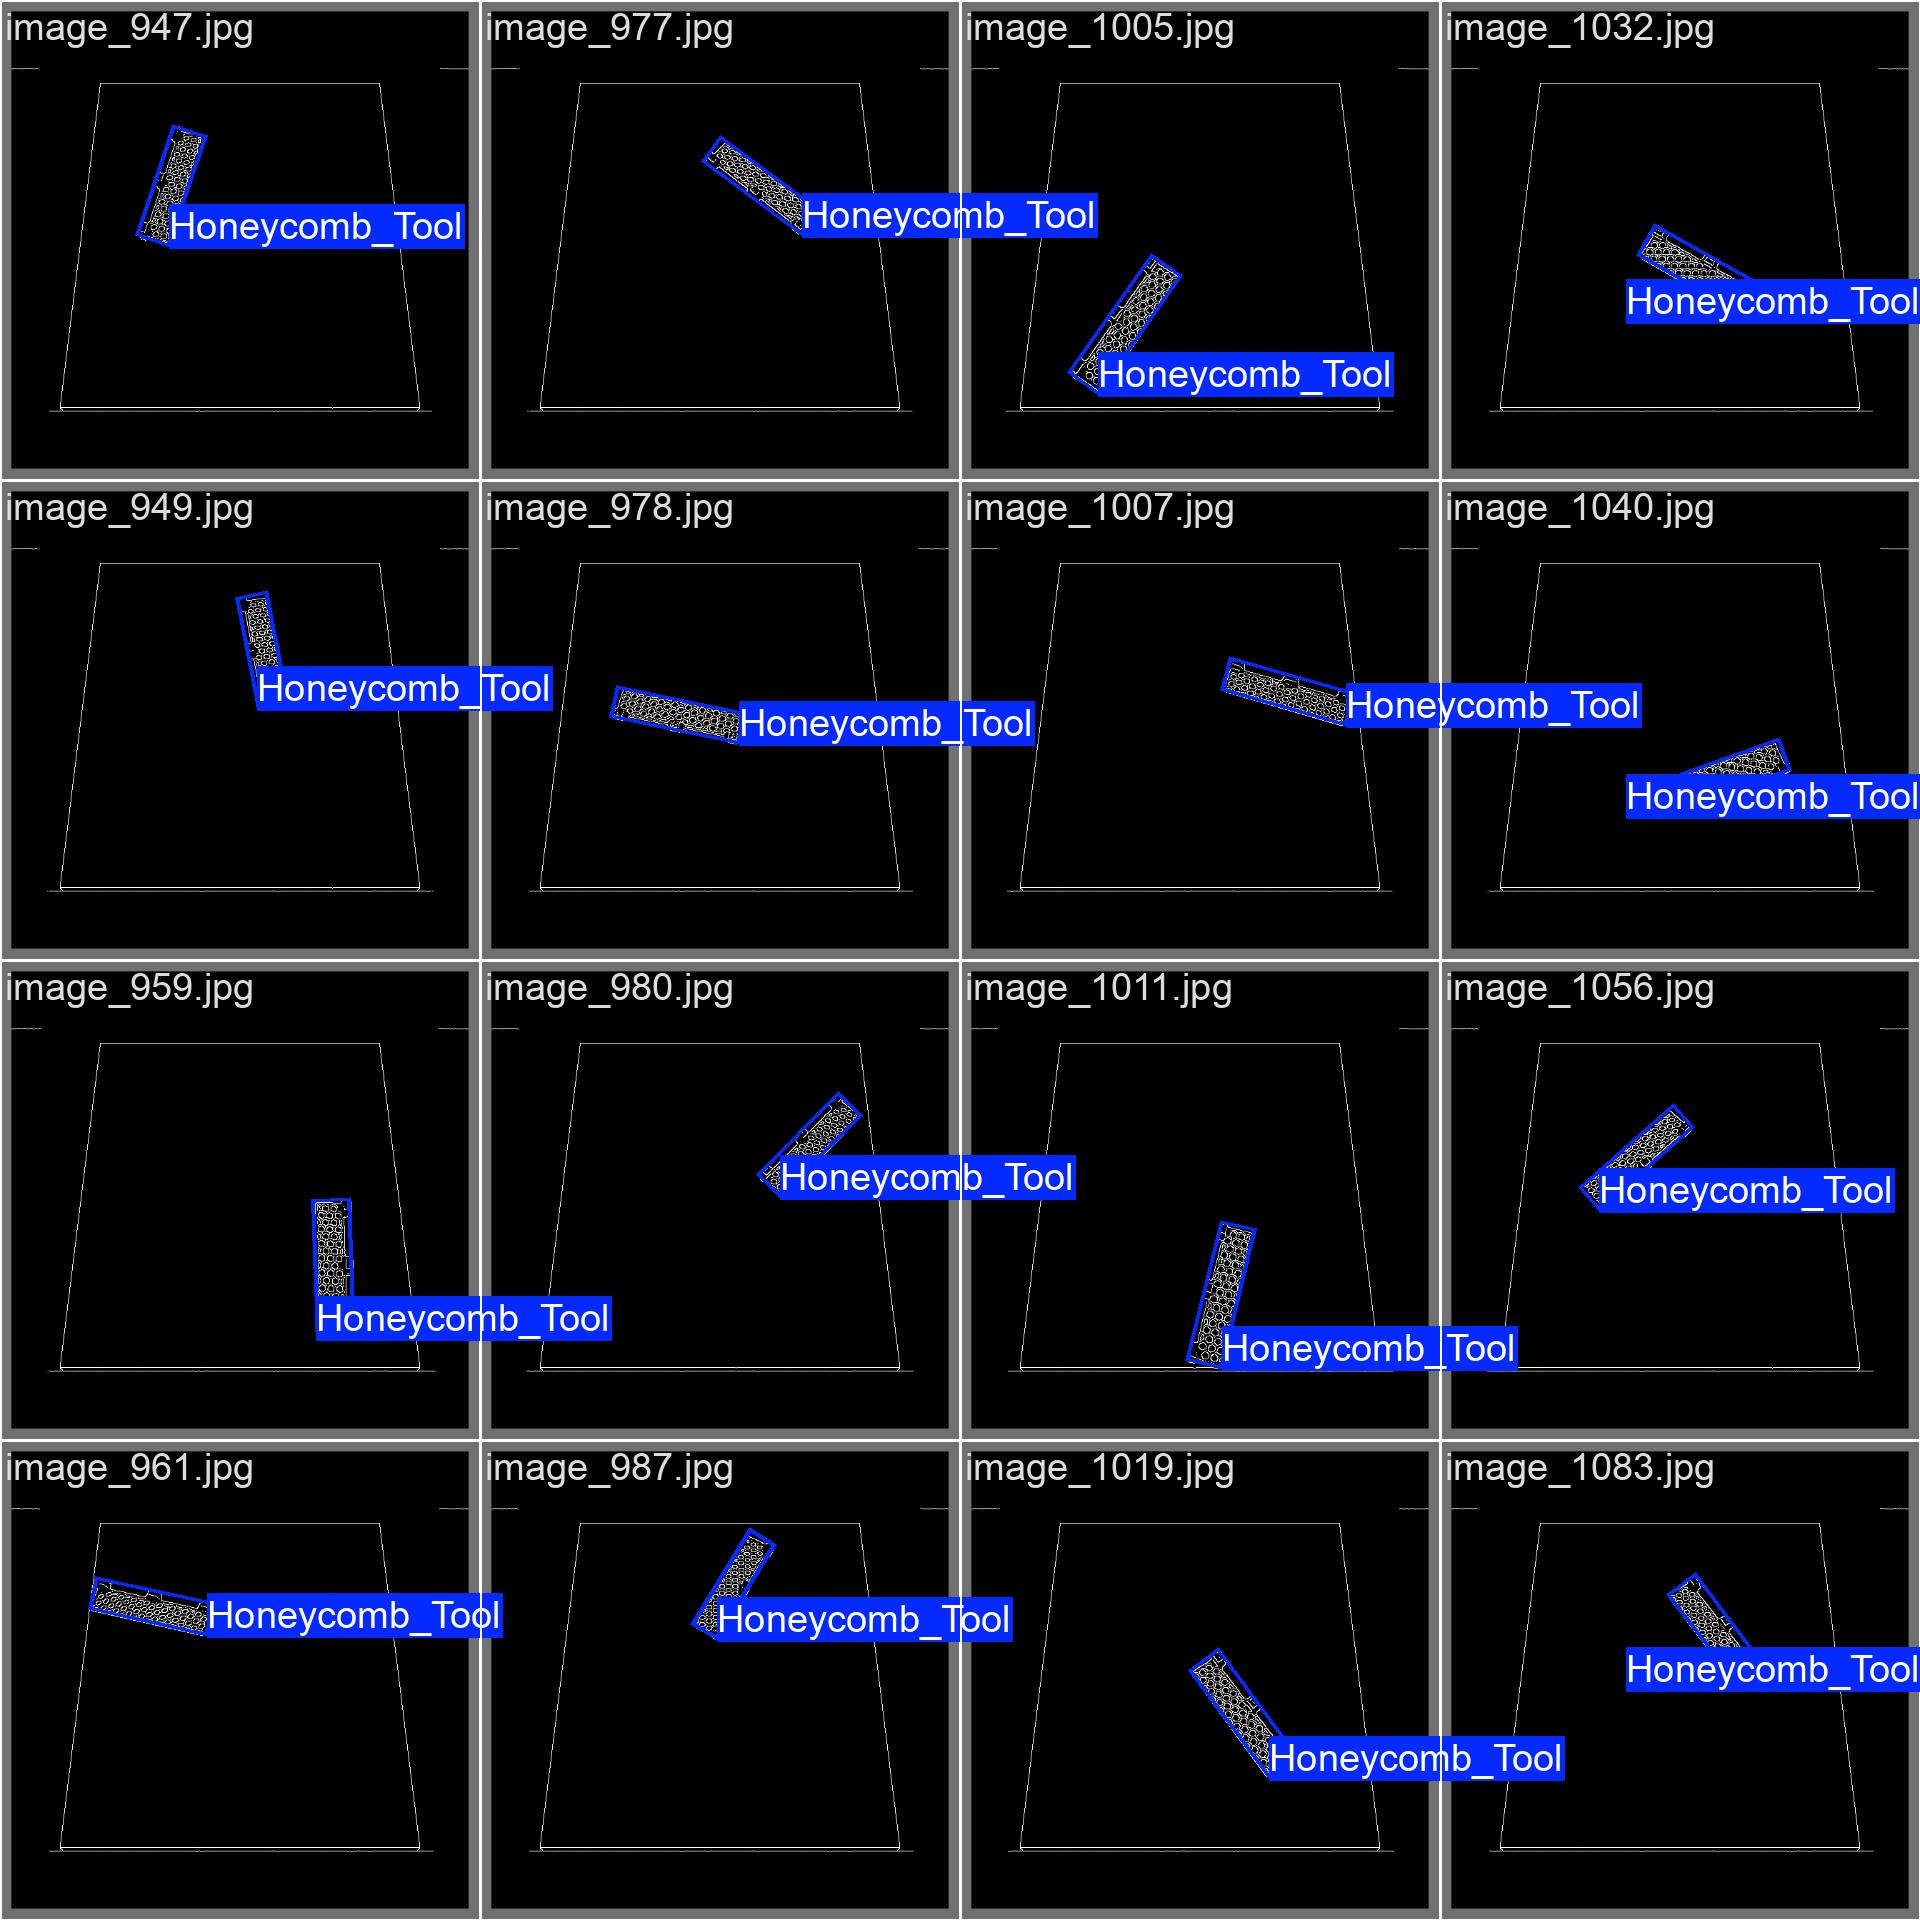 image_947.jpg
Honeycomb_Tool
image_977.jpg
Honeycomb_Tool
image_1005.jpg
Honeycomb_Tool
image_1032.jpg
Honeycomb_Tool
image_949.jpg
Honeycomb_Tool
image_978.jpg
Honeycomb_Tool
image_1007.jpg
Honeycomb_Tool
image_1040.jpg
Honeycomb_Tool
image_959.jpg
Honeycomb_Tool
image_980.jpg
Honeycomb_Tool
image_1011.jpg
Honeycomb_Tool
image_1056.jpg
Honeycomb_Tool
image_961.jpg
Honeycomb_Tool
image_987.jpg
Honeycomb_Tool
image_1019.jpg
Honeycomb_Tool
image_1083.jpg
Honeycomb_Tool